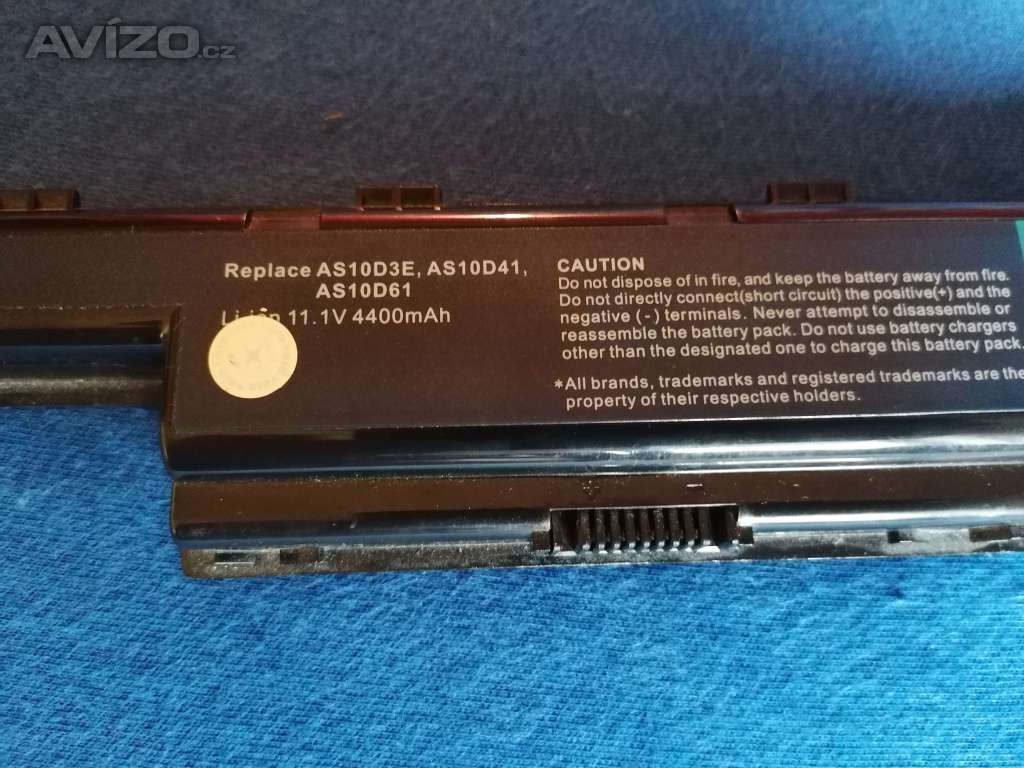 AVÍZO.cz
Replace AS10D3E, AS10D41,
AS10D61
11.1V 4400mAh
CAUTION
Do not dispose of in fire, and keep the battery away from fire.
Do not directly connect(short circuit) the positive(+) and the
negative (-) terminals. Never attempt to disassemble or
reassemble the battery pack. Do not use battery chargers
other than the designated one to charge this battery pack.
*All brands, trademarks and registered trademarks are the
property of their respective holders.